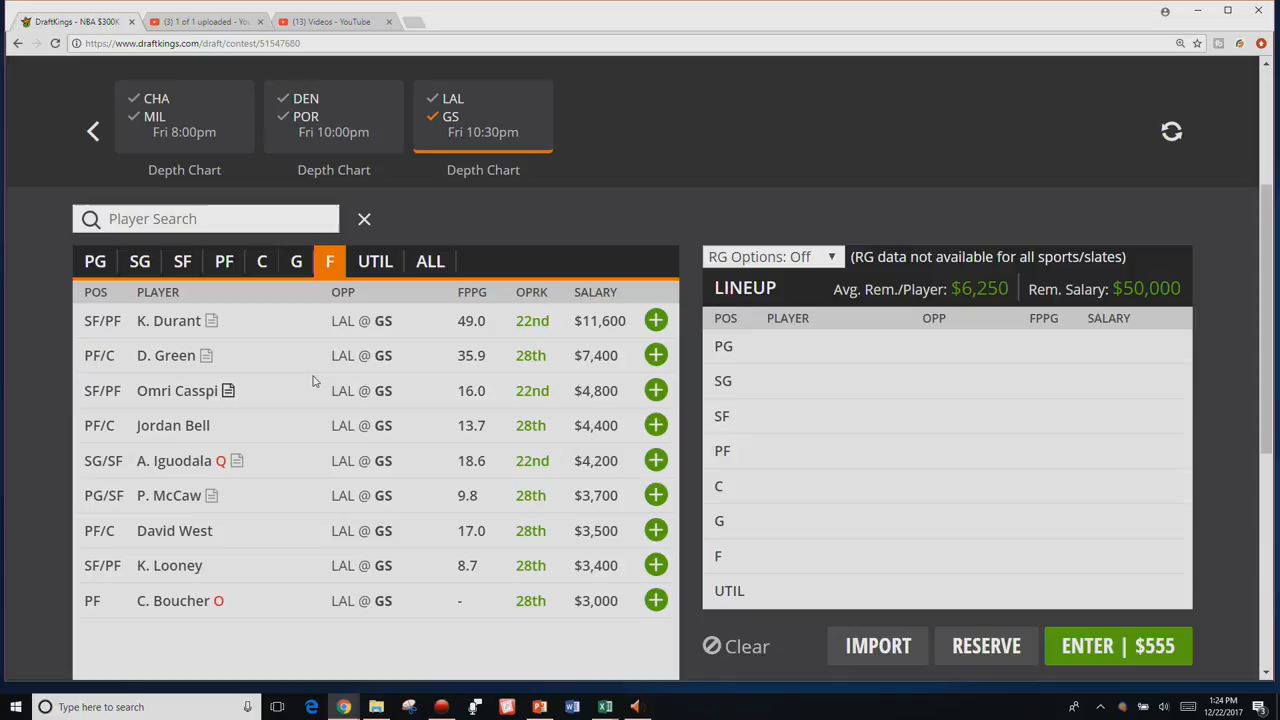 DraftKings - NBA $300K
(3) 1 of 1 uploaded - You
(13) Videos - YouTube
https://www.draftkings.com/draft/contest/51547680
CHA
MIL
Fri 8:00pm
DEN
POR
Fri 10:00pm
LAL
GS
Fri 10:30pm
Depth Chart
Depth Chart
Depth Chart
Player Search
PG SG SF PF C G F UTIL ALL
POS PLAYER OPP FPPG OPRK SALARY
SF/PF K. Durant LAL @ GS 49.0 22nd $11,600
PF/C D. Green LAL @ GS 35.9 28th $7,400
SF/PF Omri Casspi LAL @ GS 16.0 22nd $4,800
PF/C Jordan Bell LAL @ GS 13.7 28th $4,400
SG/SF A. Iguodala Q LAL @ GS 18.6 22nd $4,200
PG/SF P. McCaw LAL @ GS 9.8 28th $3,700
PF/C David West LAL @ GS 17.0 28th $3,500
SF/PF K. Looney LAL @ GS 8.7 28th $3,400
PF C. Boucher O LAL @ GS - 28th $3,000
RG Options: Off (RG data not available for all sports/slates)
LINEUP Avg. Rem./Player: $6,250 Rem. Salary: $50,000
POS PLAYER OPP FPPG SALARY
PG
SG
SF
PF
C
G
F
UTIL
Clear IMPORT RESERVE ENTER | $555
Type here to search
1:24 PM
12/22/2017